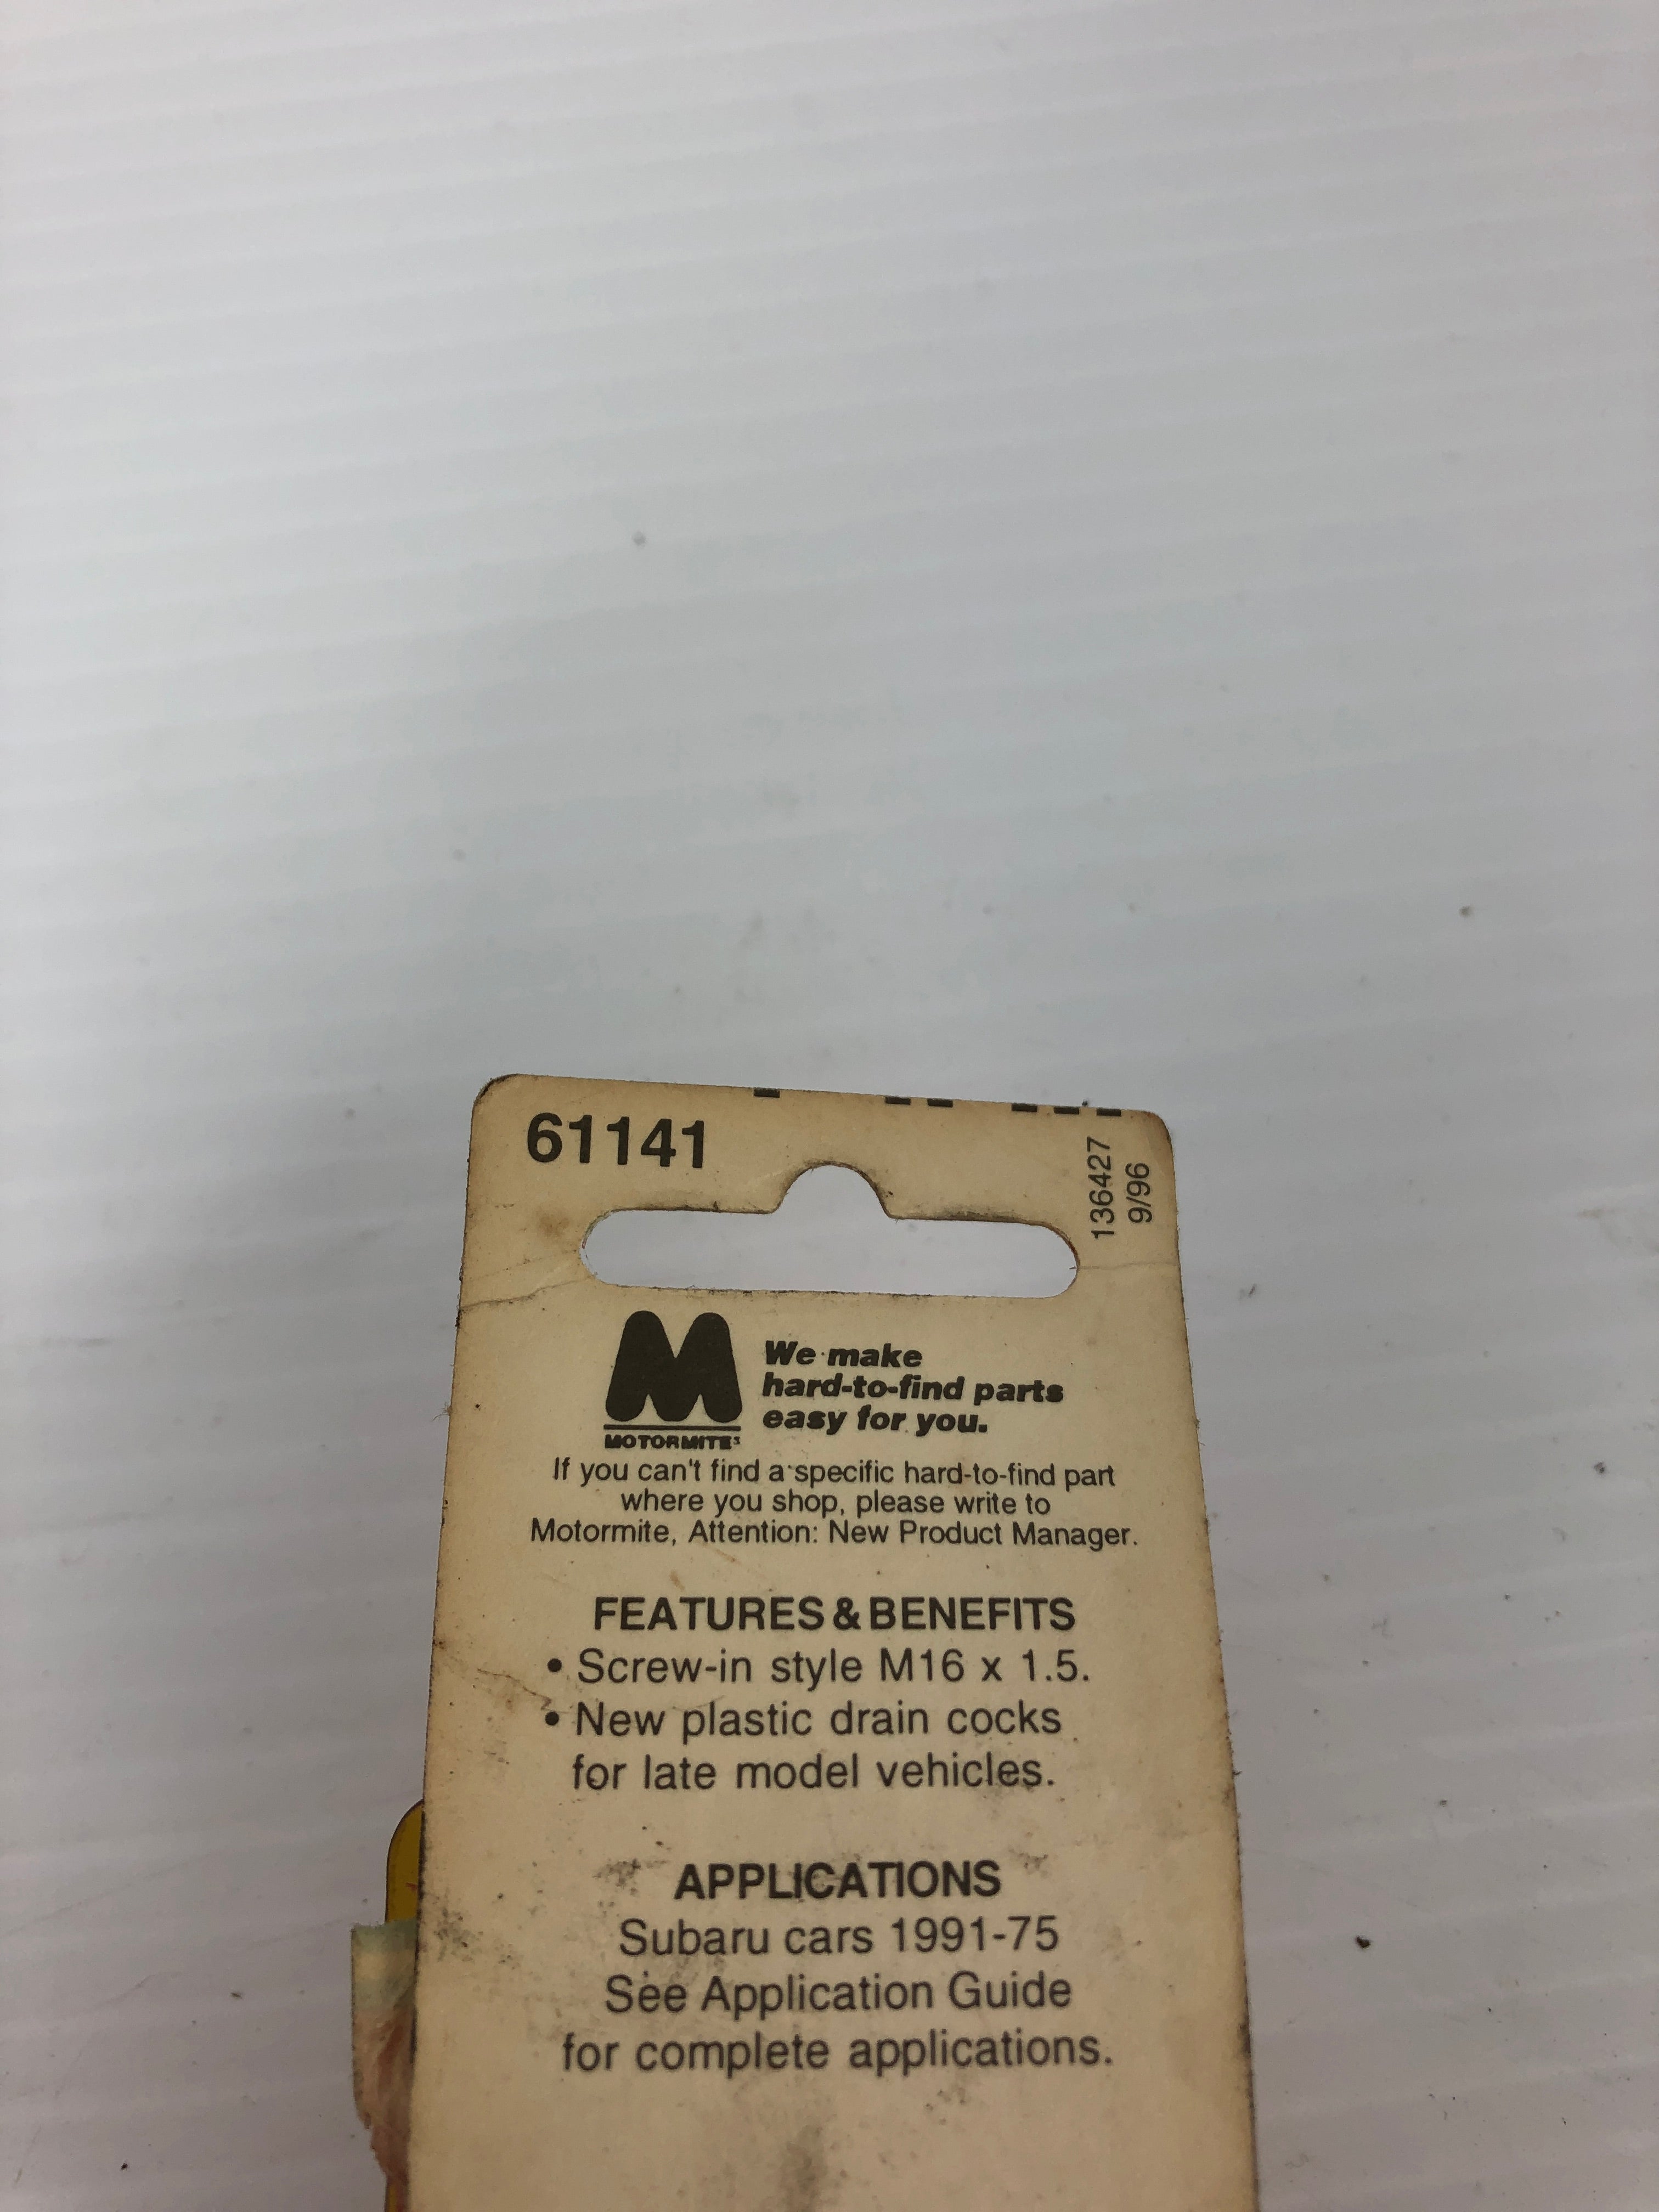 61141
136427
9/96
We make
hard-to-find parts
easy for you.
MOTORMITE
If you can't find a specific hard-to-find part
where you shop, please write to
Motormite, Attention: New Product Manager.
FEATURES & BENEFITS
• Screw-in style M16 x 1.5.
• New plastic drain cocks
for late model vehicles.
APPLICATIONS
Subaru cars 1991-75
See Application Guide
for complete applications.